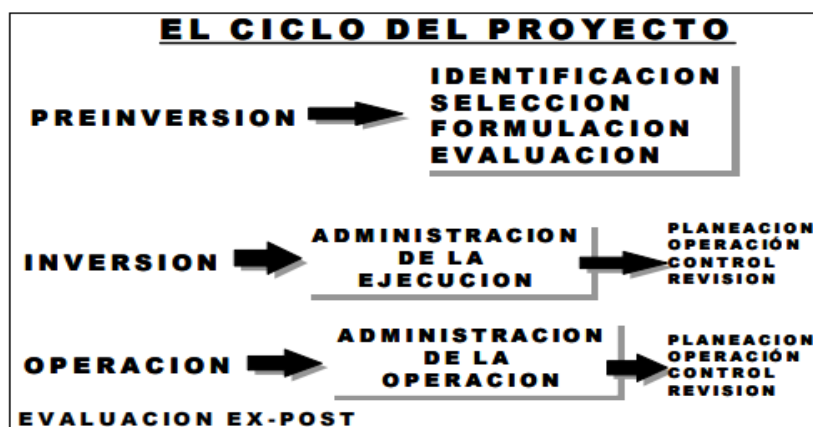 EL CICLO DEL PROYECTO
PREINVERSION
IDENTIFICACION
SELECCION
FORMULACION
EVALUACION
INVERSION
ADMINISTRACION
DE LA
EJECUCION
PLANEACION
OPERACIÓN
CONTROL
REVISION
OPERACION
ADMINISTRACION
DE LA
OPERACION
PLANEACION
OPERACIÓN
CONTROL
REVISION
EVALUACION EX-POST